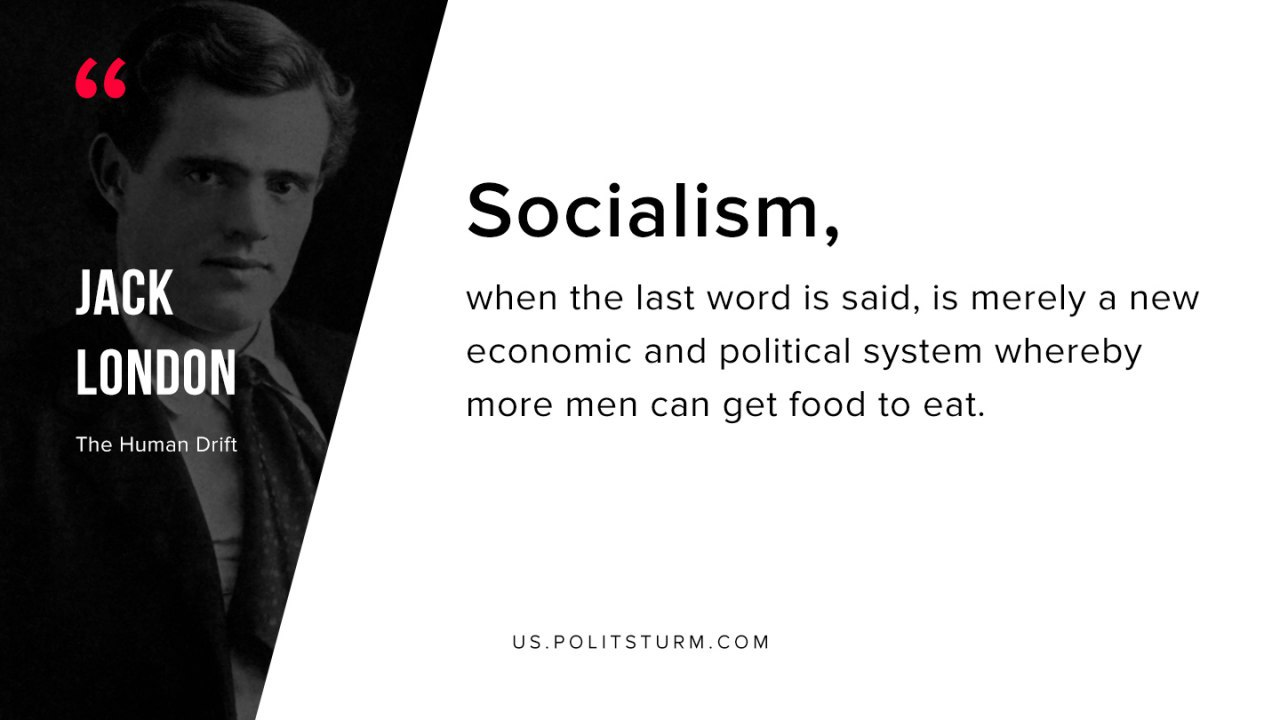 “
JACK
LONDON
The Human Drift
Socialism,
when the last word is said, is merely a new
economic and political system whereby
more men can get food to eat.
US.POLITSTURM.COM